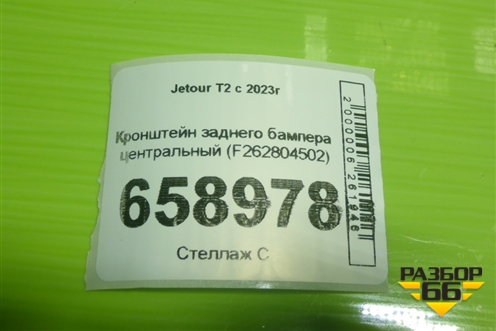 Jetour T2 с 2023г
Кронштейн заднего бампера
центральный (F262804502)
658978
Стеллаж С
2000006261946
РАЗБОР
66